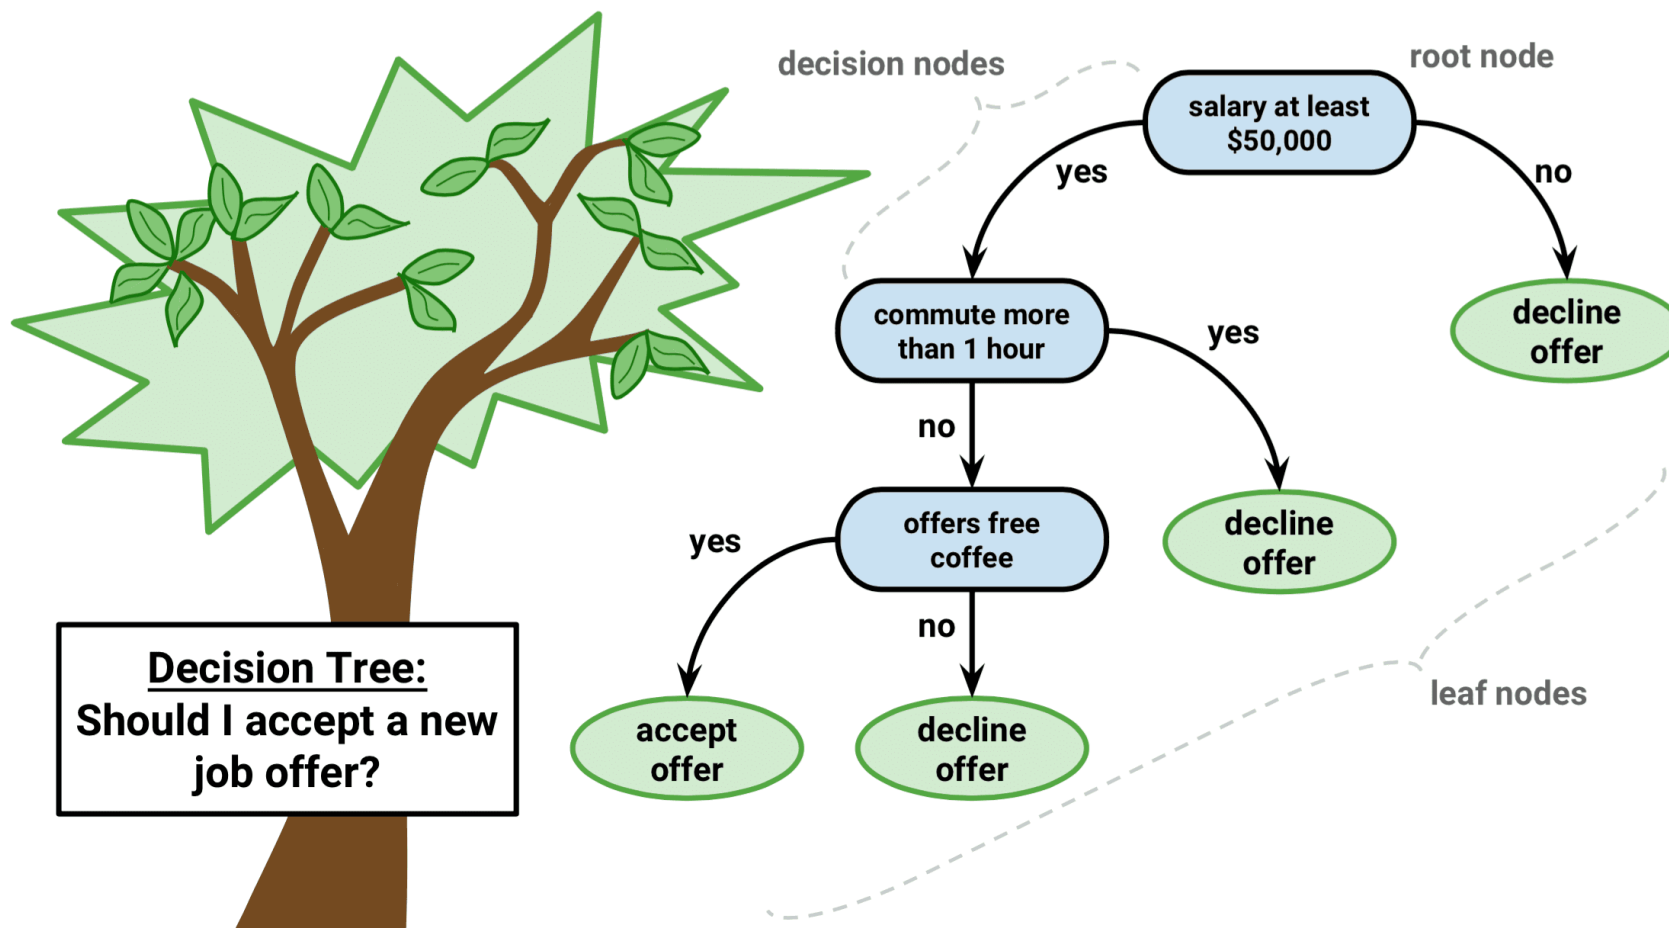 decision nodes
root node
salary at least
$50,000
yes
no
commute more
than 1 hour
yes
decline
offer
no
offers free
coffee
yes
decline
offer
no
Decision Tree:
Should I accept a new
job offer?
accept
offer
decline
offer
leaf nodes